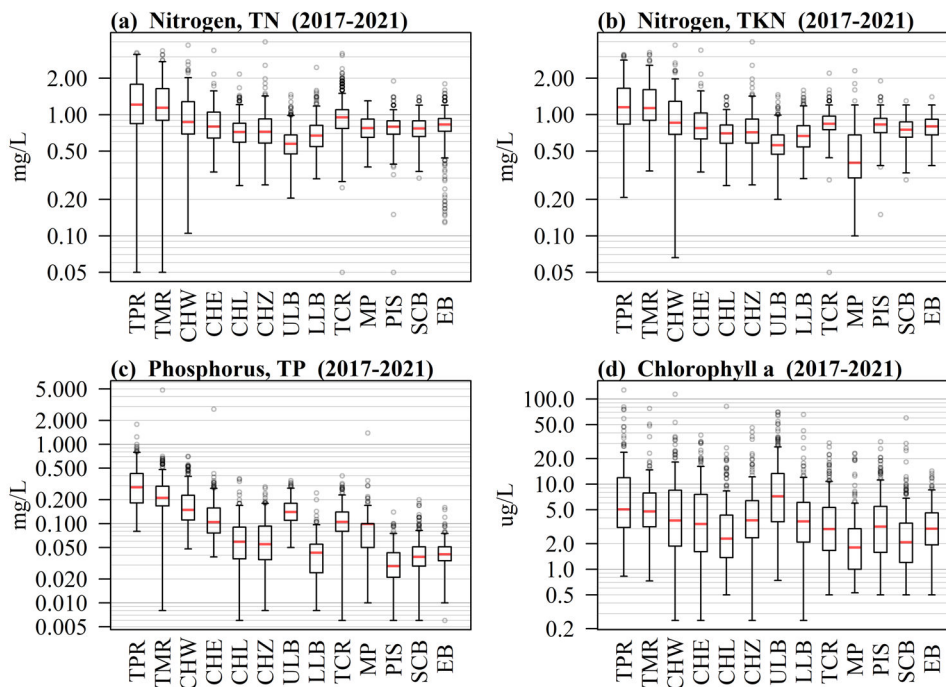 (a) Nitrogen, TN (2017-2021)
mg/L
2.00
1.00
0.50
0.20
0.10
0.05
TPR TMR CHW CHE CHL CHZ ULB LLB TCR MP PIS SCB EB
(b) Nitrogen, TKN (2017-2021)
mg/L
2.00
1.00
0.50
0.20
0.10
0.05
TPR TMR CHW CHE CHL CHZ ULB LLB TCR MP PIS SCB EB
(c) Phosphorus, TP (2017-2021)
mg/L
5.000
1.000
0.500
0.200
0.100
0.050
0.010
0.005
TPR TMR CHW CHE CHL CHZ ULB LLB TCR MP PIS SCB EB
(d) Chlorophyll a (2017-2021)
ug/L
100.0
50.0
20.0
10.0
5.0
2.0
1.0
0.5
0.2
TPR TMR CHW CHE CHL CHZ ULB LLB TCR MP PIS SCB EB